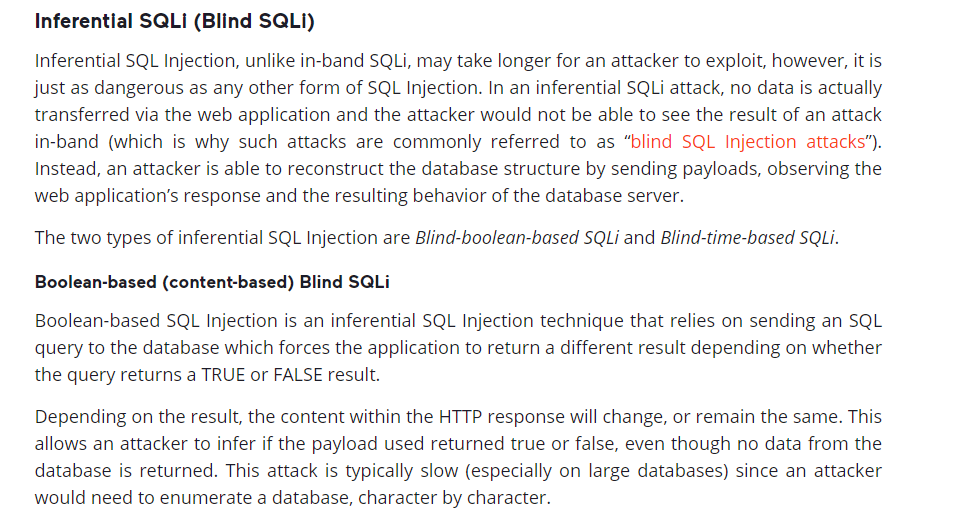 Inferential SQLi (Blind SQLi)
Inferential SQL Injection, unlike in-band SQLi, may take longer for an attacker to exploit, however, it is
just as dangerous as any other form of SQL Injection. In an inferential SQLi attack, no data is actually
transferred via the web application and the attacker would not be able to see the result of an attack
in-band (which is why such attacks are commonly referred to as “blind SQL Injection attacks”).
Instead, an attacker is able to reconstruct the database structure by sending payloads, observing the
web application’s response and the resulting behavior of the database server.
The two types of inferential SQL Injection are Blind-boolean-based SQLi and Blind-time-based SQLi.
Boolean-based (content-based) Blind SQLi
Boolean-based SQL Injection is an inferential SQL Injection technique that relies on sending an SQL
query to the database which forces the application to return a different result depending on whether
the query returns a TRUE or FALSE result.
Depending on the result, the content within the HTTP response will change, or remain the same. This
allows an attacker to infer if the payload used returned true or false, even though no data from the
database is returned. This attack is typically slow (especially on large databases) since an attacker
would need to enumerate a database, character by character.